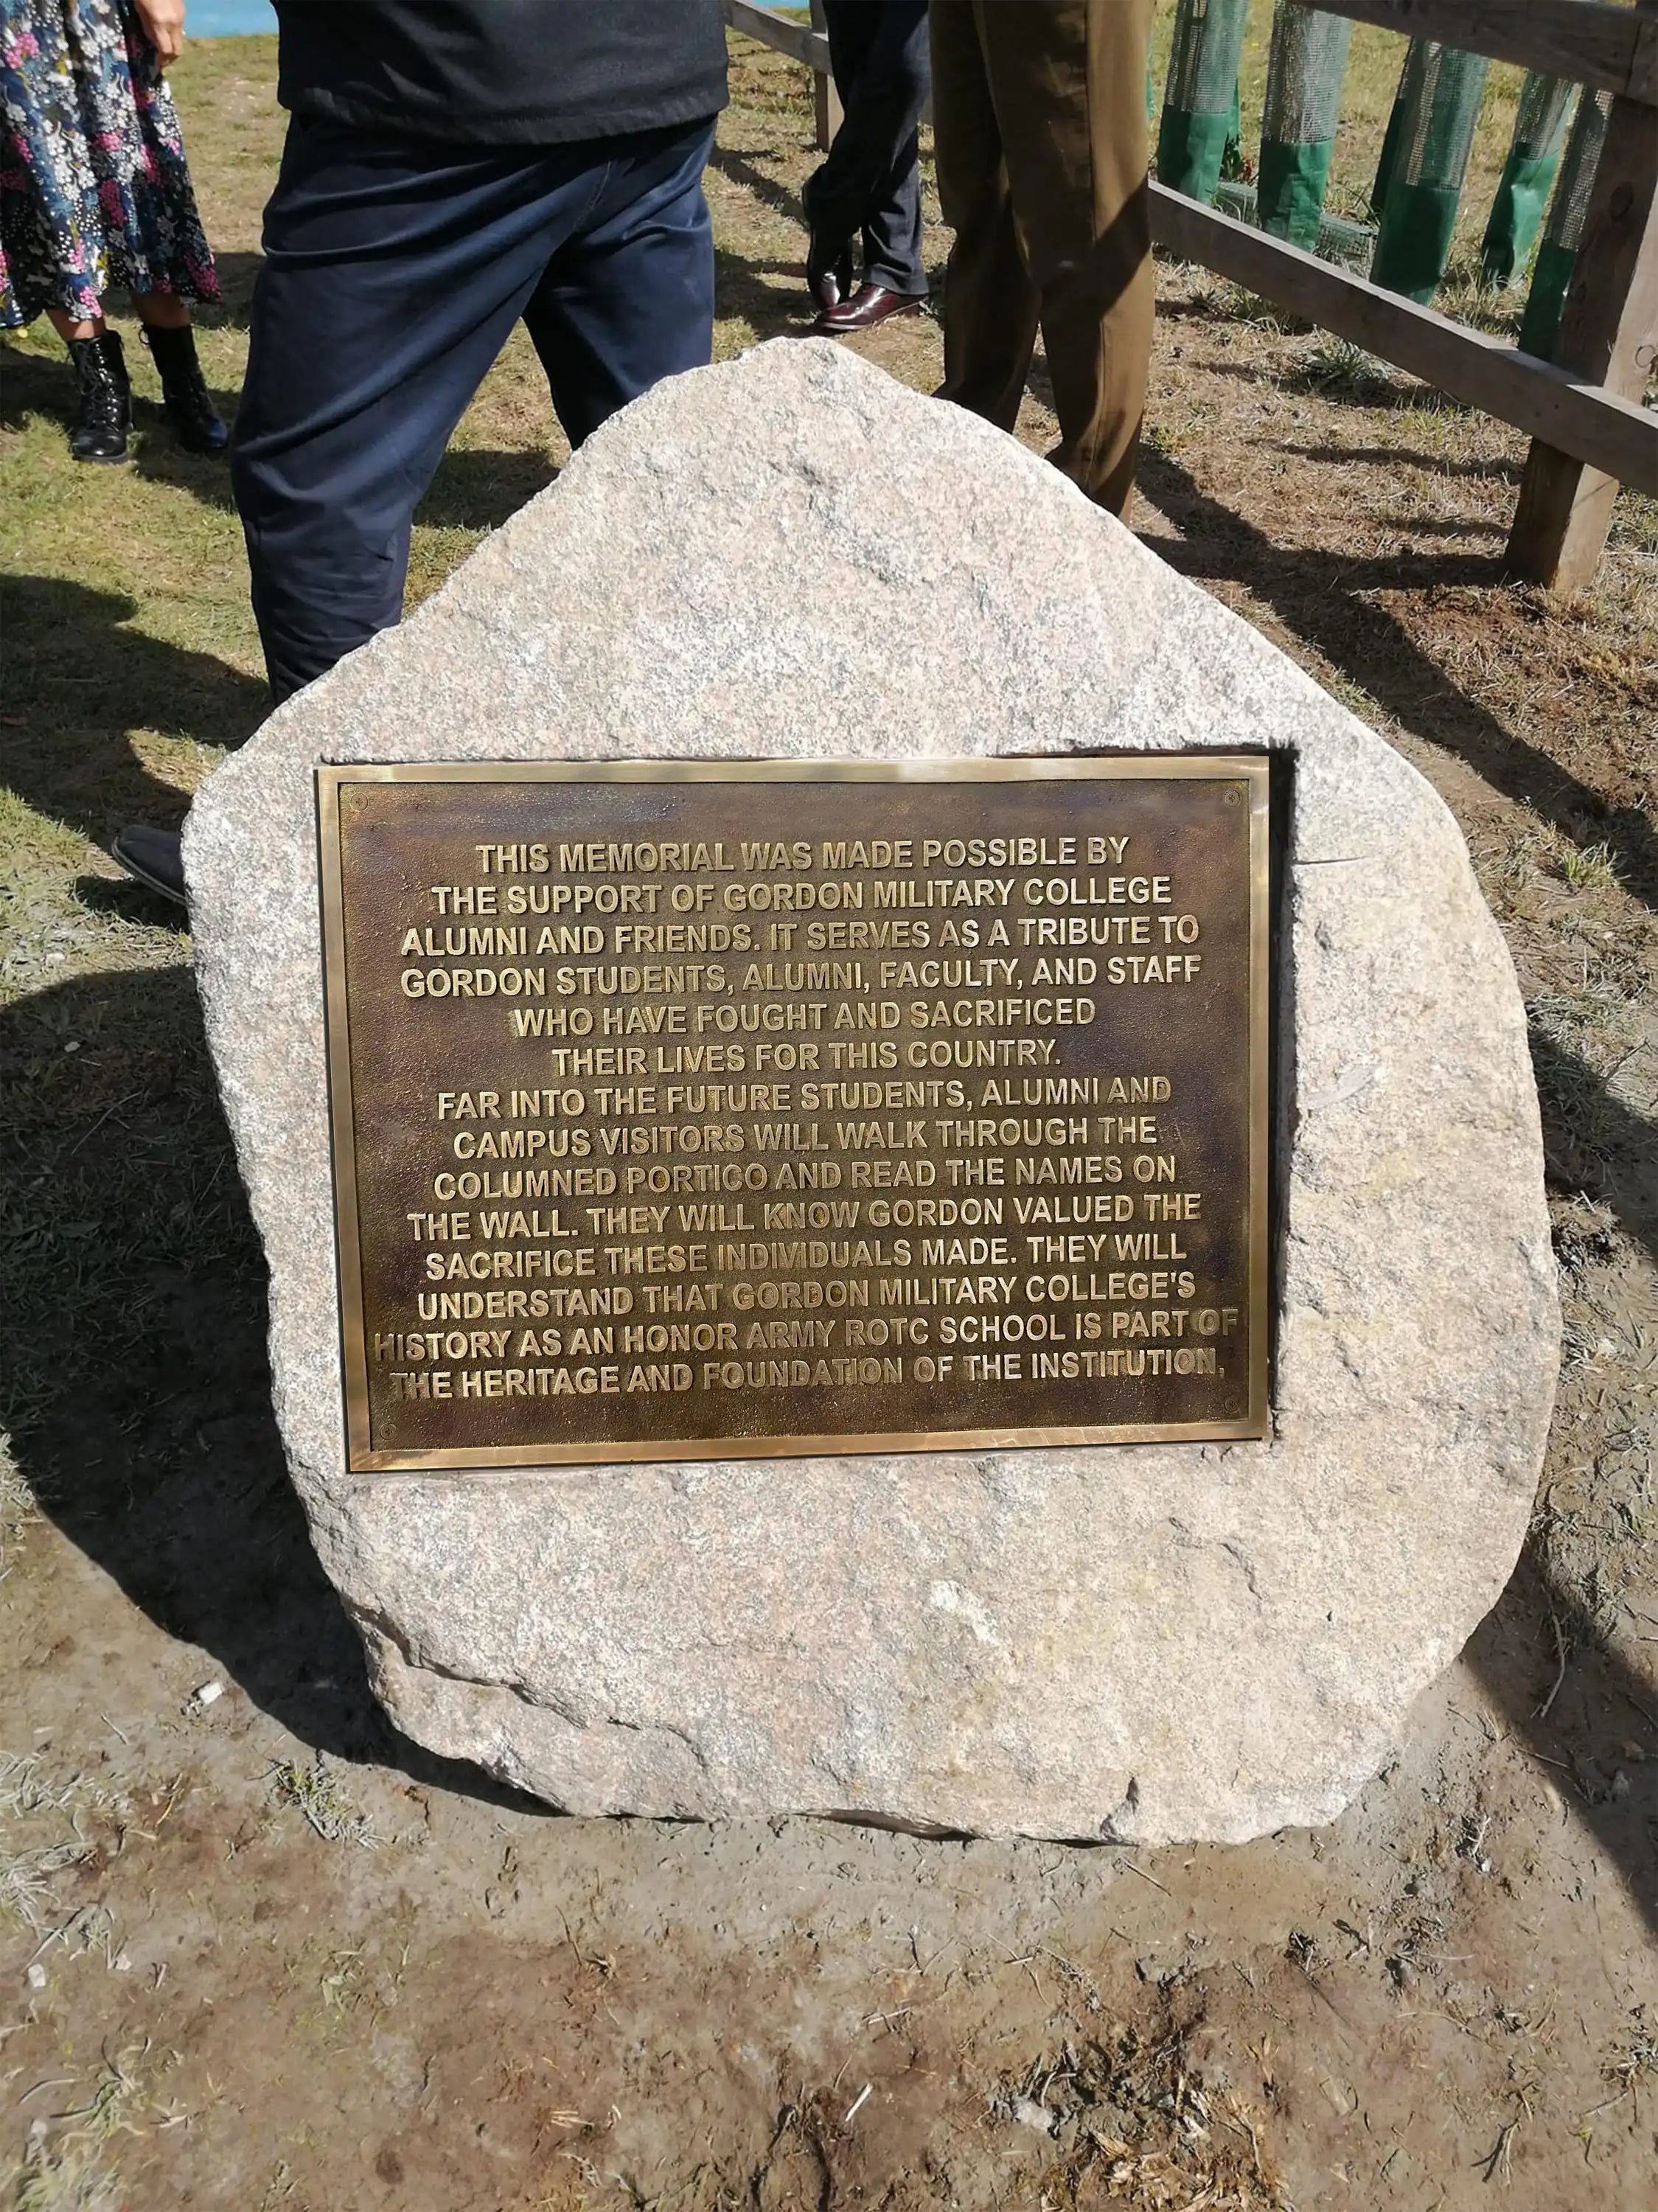 THIS MEMORIAL WAS MADE POSSIBLE BY
THE SUPPORT OF GORDON MILITARY COLLEGE
ALUMNI AND FRIENDS. IT SERVES AS A TRIBUTE TO
GORDON STUDENTS, ALUMNI, FACULTY, AND STAFF
WHO HAVE FOUGHT AND SACRIFICED
THEIR LIVES FOR THIS COUNTRY.
FAR INTO THE FUTURE STUDENTS, ALUMNI AND
CAMPUS VISITORS WILL WALK THROUGH THE
COLUMNED PORTICO AND READ THE NAMES ON
THE WALL. THEY WILL KNOW GORDON VALUED THE
SACRIFICE THESE INDIVIDUALS MADE. THEY WILL
UNDERSTAND THAT GORDON MILITARY COLLEGE'S
HISTORY AS AN HONOR ARMY ROTC SCHOOL IS PART OF
THE HERITAGE AND FOUNDATION OF THE INSTITUTION,